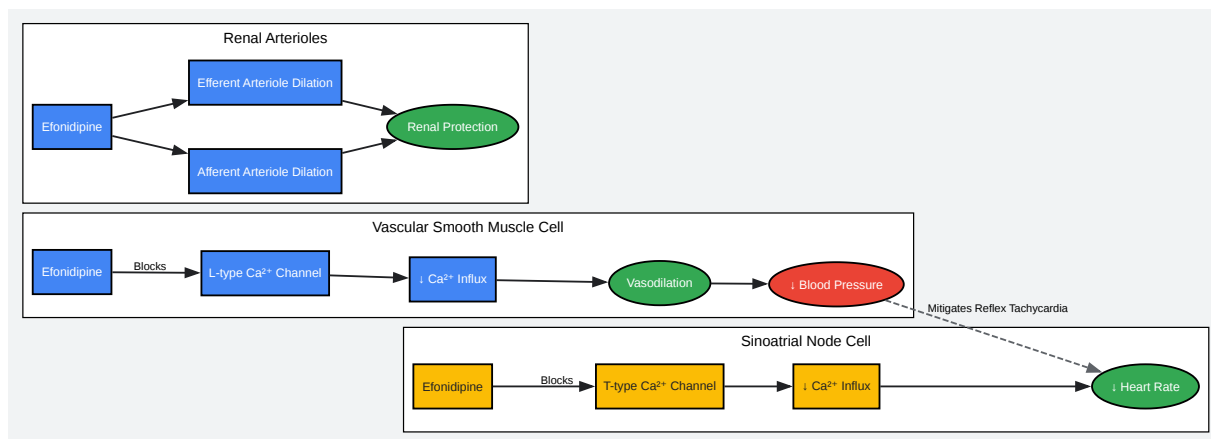 Renal Arterioles
Efferent Arteriole Dilation
Efonidipine
Renal Protection
Afferent Arteriole Dilation
Vascular Smooth Muscle Cell
Efonidipine
Blocks
L-type Ca²⁺ Channel
↓ Ca²⁺ Influx
Vasodilation
↓ Blood Pressure
Mitigates Reflex Tachycardia
Sinoatrial Node Cell
Efonidipine
Blocks
T-type Ca²⁺ Channel
↓ Ca²⁺ Influx
↓ Heart Rate